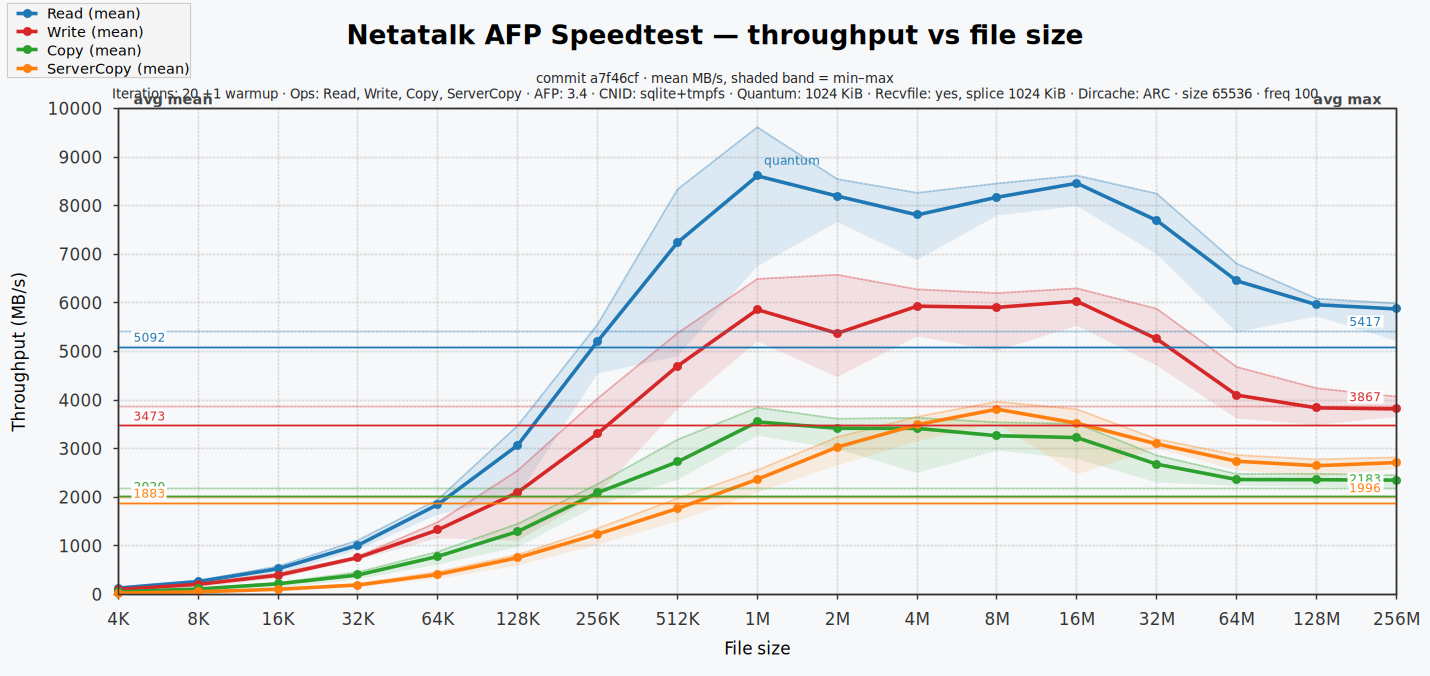 Read (mean)
Write (mean)
Copy (mean)
ServerCopy (mean)
Netatalk AFP Speedtest — throughput vs file size
commit a7f46cf · mean MB/s, shaded band = min–max
Iterations: 20 +1 warmup · Ops: Read, Write, Copy, ServerCopy · AFP: 3.4 · CNID: sqlite+tmpfs · Quantum: 1024 KiB · Recvfile: yes, splice 1024 KiB · Dircache: ARC · size 65536 · freq 100
avg mean
avg max
10000
9000
8000
7000
6000
5000
4000
3000
2000
1000
0
Throughput (MB/s)
quantum
5092
3473
2020
1883
5417
3867
2183
1996
4K 8K 16K 32K 64K 128K 256K 512K 1M 2M 4M 8M 16M 32M 64M 128M 256M
File size